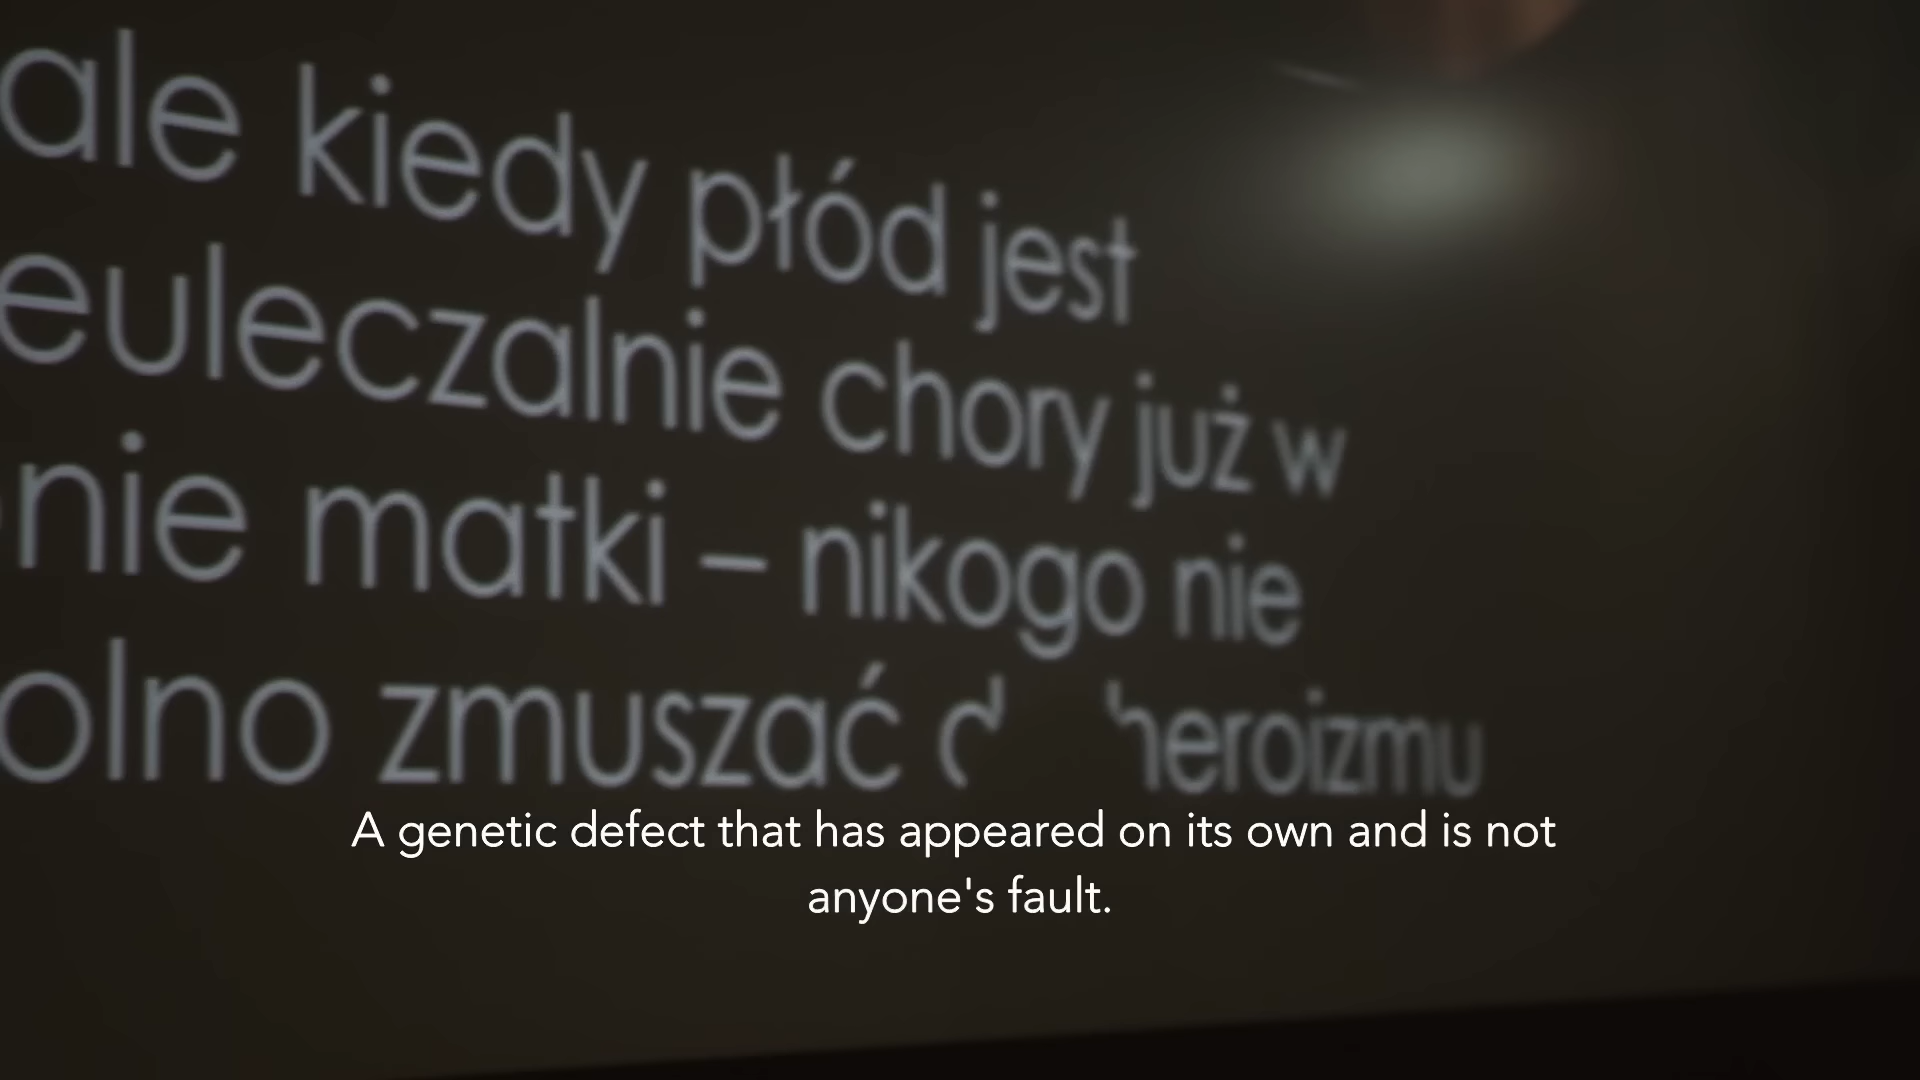 ale kiedy płód jest
euleczalnie chory już w
nie matki – nikogo nie
olno zmuszać heroizmu
A genetic defect that has appeared on its own and is not
anyone's fault.